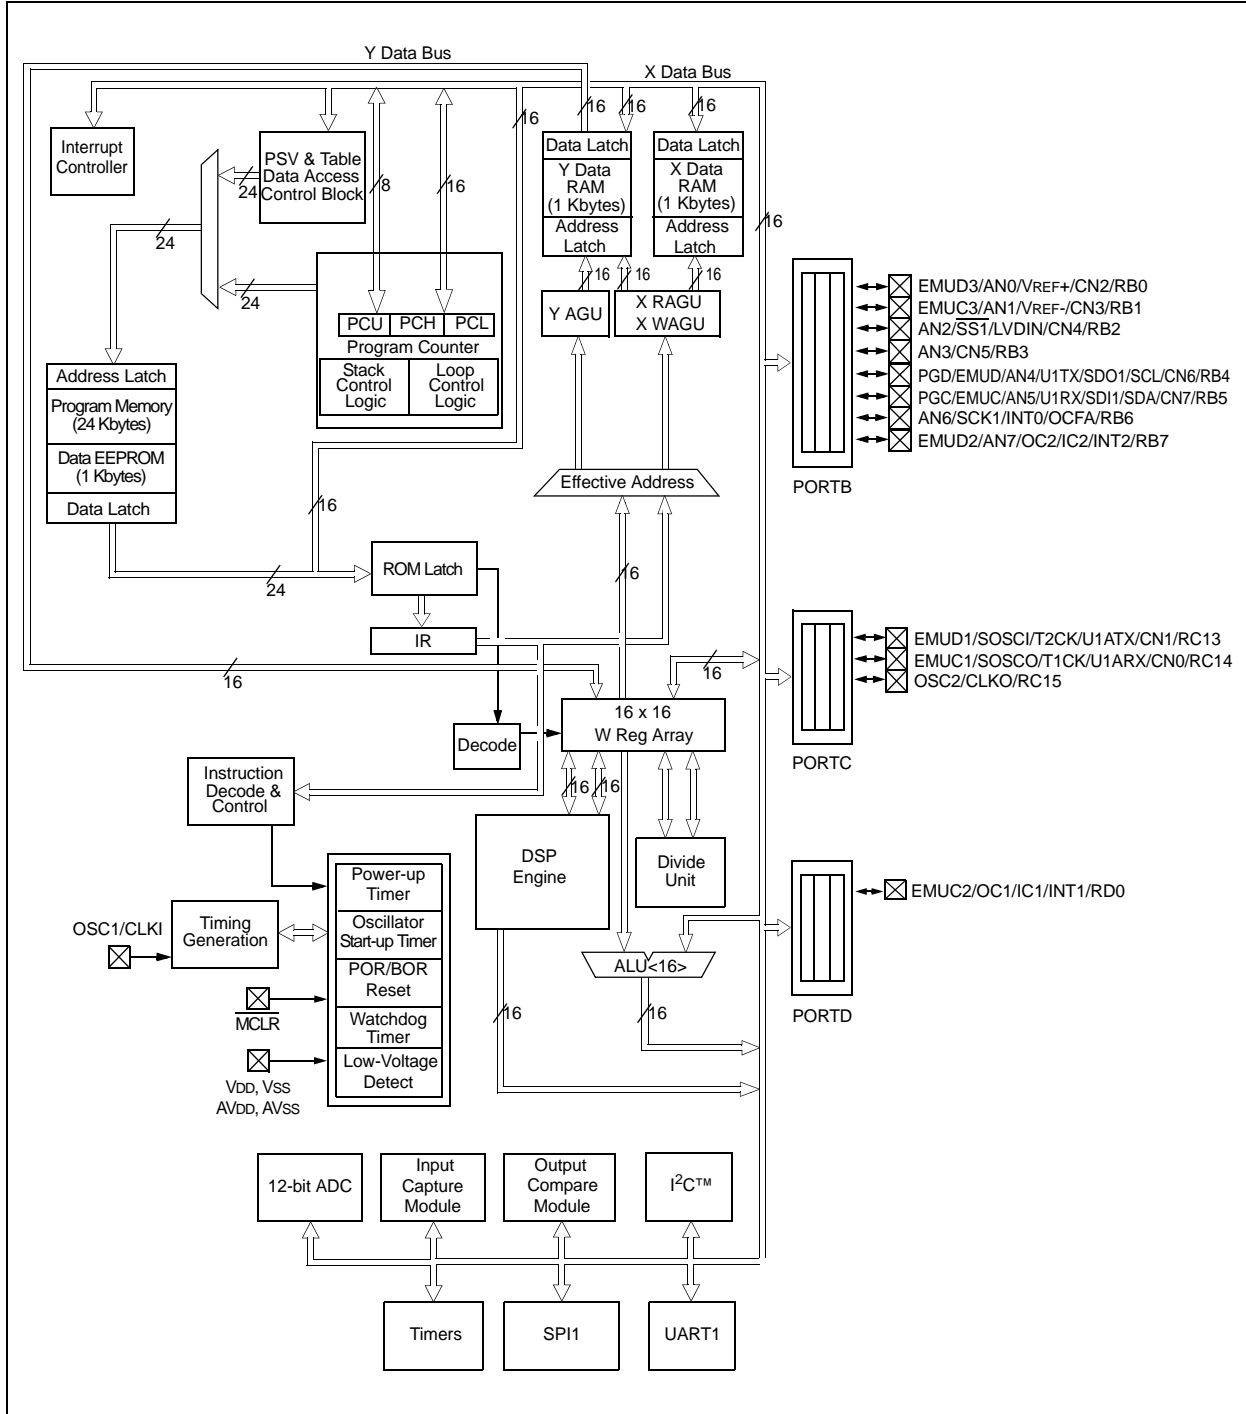 Y Data Bus
X Data Bus
16
16
16
16
Interrupt
Controller
PSV & Table
Data Access
Control Block
24
8
16
24
24
Data Latch
Y Data
RAM
(1 Kbytes)
Address
Latch
Data Latch
X Data
RAM
(1 Kbytes)
Address
Latch
16
16
16
16
Y AGU
X RAGU
X WAGU
PCU
PCH
PCL
Program Counter
Stack
Control
Logic
Loop
Control
Logic
Address Latch
Program Memory
(24 Kbytes)
Data EEPROM
(1 Kbytes)
Data Latch
16
24
Effective Address
16
ROM Latch
IR
16
16
16 x 16
W Reg Array
Decode
Instruction
Decode &
Control
16
16
DSP
Engine
Divide
Unit
Power-up
Timer
Oscillator
Start-up Timer
POR/BOR
Reset
Watchdog
Timer
Low-Voltage
Detect
OSC1/CLKI
Timing
Generation
MCLR
VDD, VSS
AVDD, AVSS
ALU<16>
16
16
EMUD3/AN0/VREF+/CN2/RB0
EMUC3/AN1/VREF-/CN3/RB1
AN2/SS1/LVDIN/CN4/RB2
AN3/CN5/RB3
PGD/EMUD/AN4/U1TX/SDO1/SCL/CN6/RB4
PGC/EMUC/AN5/U1RX/SDI1/SDA/CN7/RB5
AN6/SCK1/INT0/OCFA/RB6
EMUD2/AN7/OC2/IC2/INT2/RB7
PORTB
EMUD1/SOSCI/T2CK/U1ATX/CN1/RC13
EMUC1/SOSCO/T1CK/U1ARX/CN0/RC14
OSC2/CLKO/RC15
PORTC
EMUC2/OC1/IC1/INT1/RD0
PORTD
12-bit ADC
Input
Capture
Module
Output
Compare
Module
I²C™
Timers
SPI1
UART1